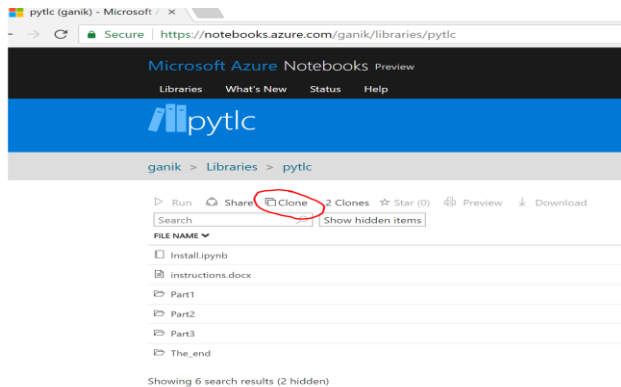 pytlc (ganik) - Microsoft A
Secure https://notebooks.azure.com/ganik/libraries/pytlc
Microsoft Azure Notebooks Preview
Libraries What's New Status Help
pytlc
ganik > Libraries > pytlc
Run Share Clone 2 Clones Star (0) Preview Download
Search Show hidden items
FILE NAME
Install.ipynb
instructions.docx
Part1
Part2
Part3
The_end
Showing 6 search results (2 hidden)